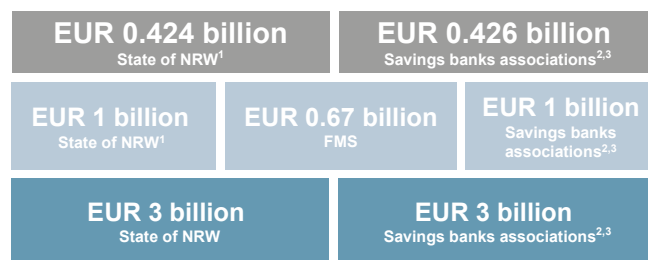 EUR 0.424 billion
State of NRW¹
EUR 0.426 billion
Savings banks associations²,³
EUR 1 billion
State of NRW¹
EUR 0.67 billion
FMS
EUR 1 billion
Savings banks
associations²,³
EUR 3 billion
State of NRW
EUR 3 billion
Savings banks associations²,³